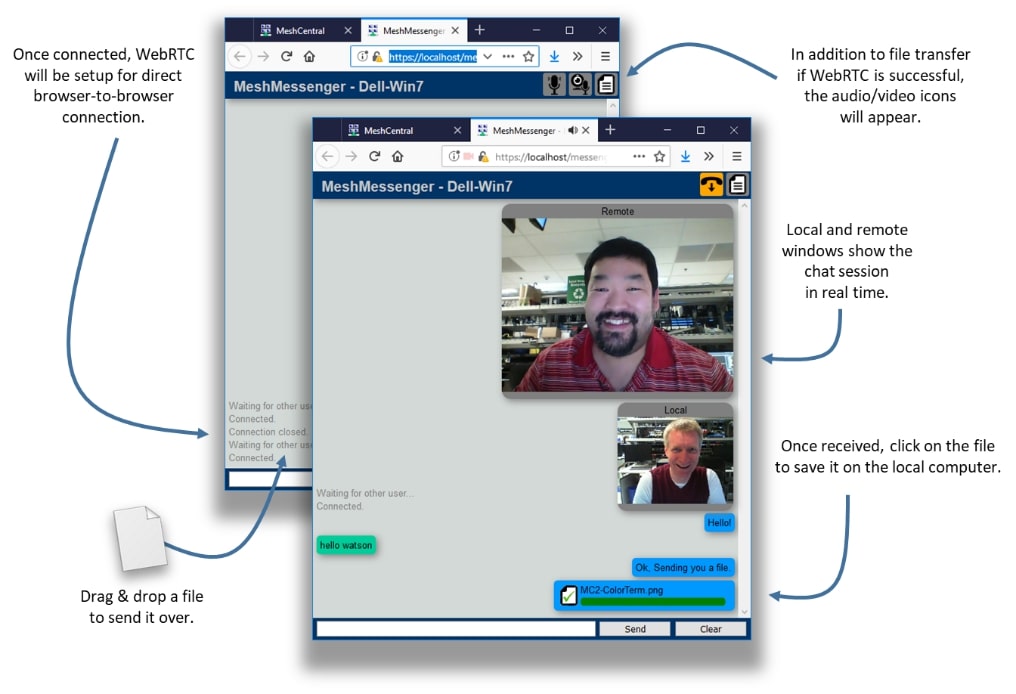 Once connected, WebRTC
will be setup for direct
browser-to-browser
connection.
MeshCentral
MeshMessenger
https://localhost/me
MeshMessenger - Dell-Win7
In addition to file transfer
if WebRTC is successful,
the audio/video icons
will appear.
Waiting for other use
Connected.
Connection closed.
Waiting for other use
Connected.
MeshCentral
MeshMessenger -
https://localhost/messen
MeshMessenger - Dell-Win7
Remote
Local
Waiting for other user...
Connected.
Hello!
hello watson
Ok, Sending you a file.
MC2-ColorTerm.png
Send
Clear
Local and remote
windows show the
chat session
in real time.
Once received, click on the file
to save it on the local computer.
Drag & drop a file
to send it over.